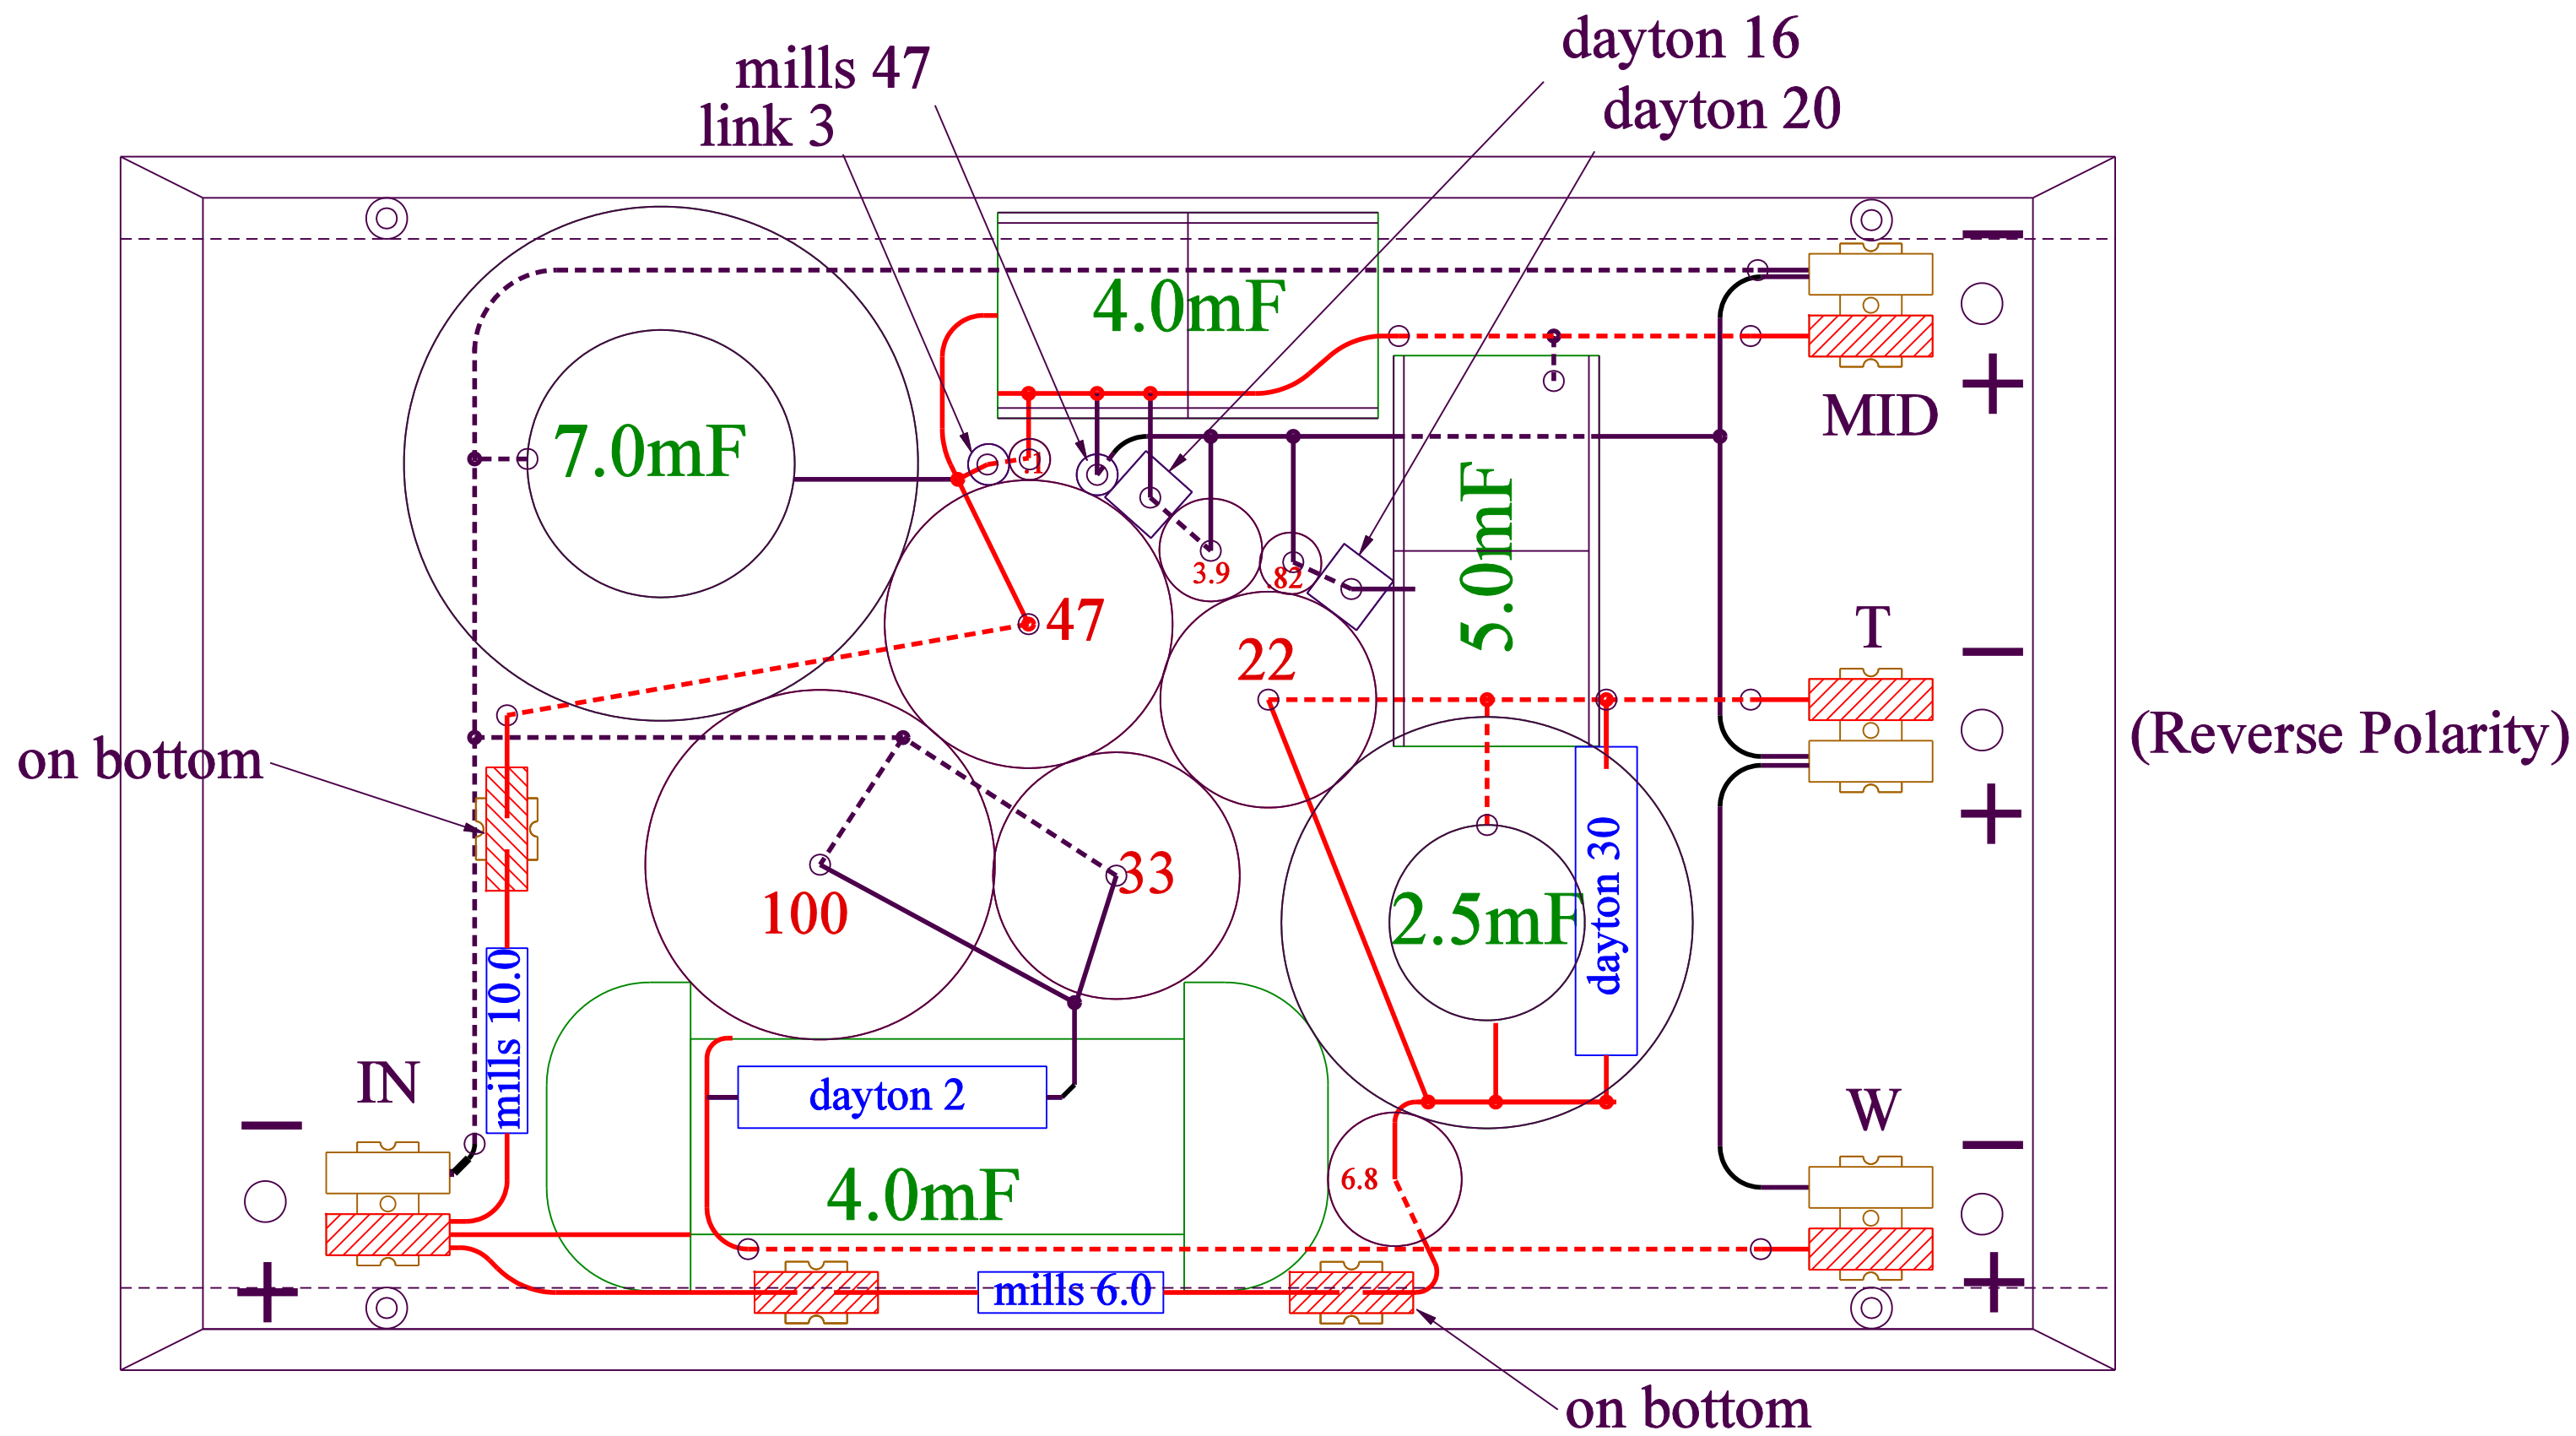 dayton 16
mills 47
dayton 20
link 3
4.0mF
MID
7.0mF
.1
5.0mF
3.9
.82
47
T
22
(Reverse Polarity)
on bottom
33
100
2.5mF
dayton 30
mills 10.0
IN
dayton 2
W
6.8
4.0mF
mills 6.0
on bottom